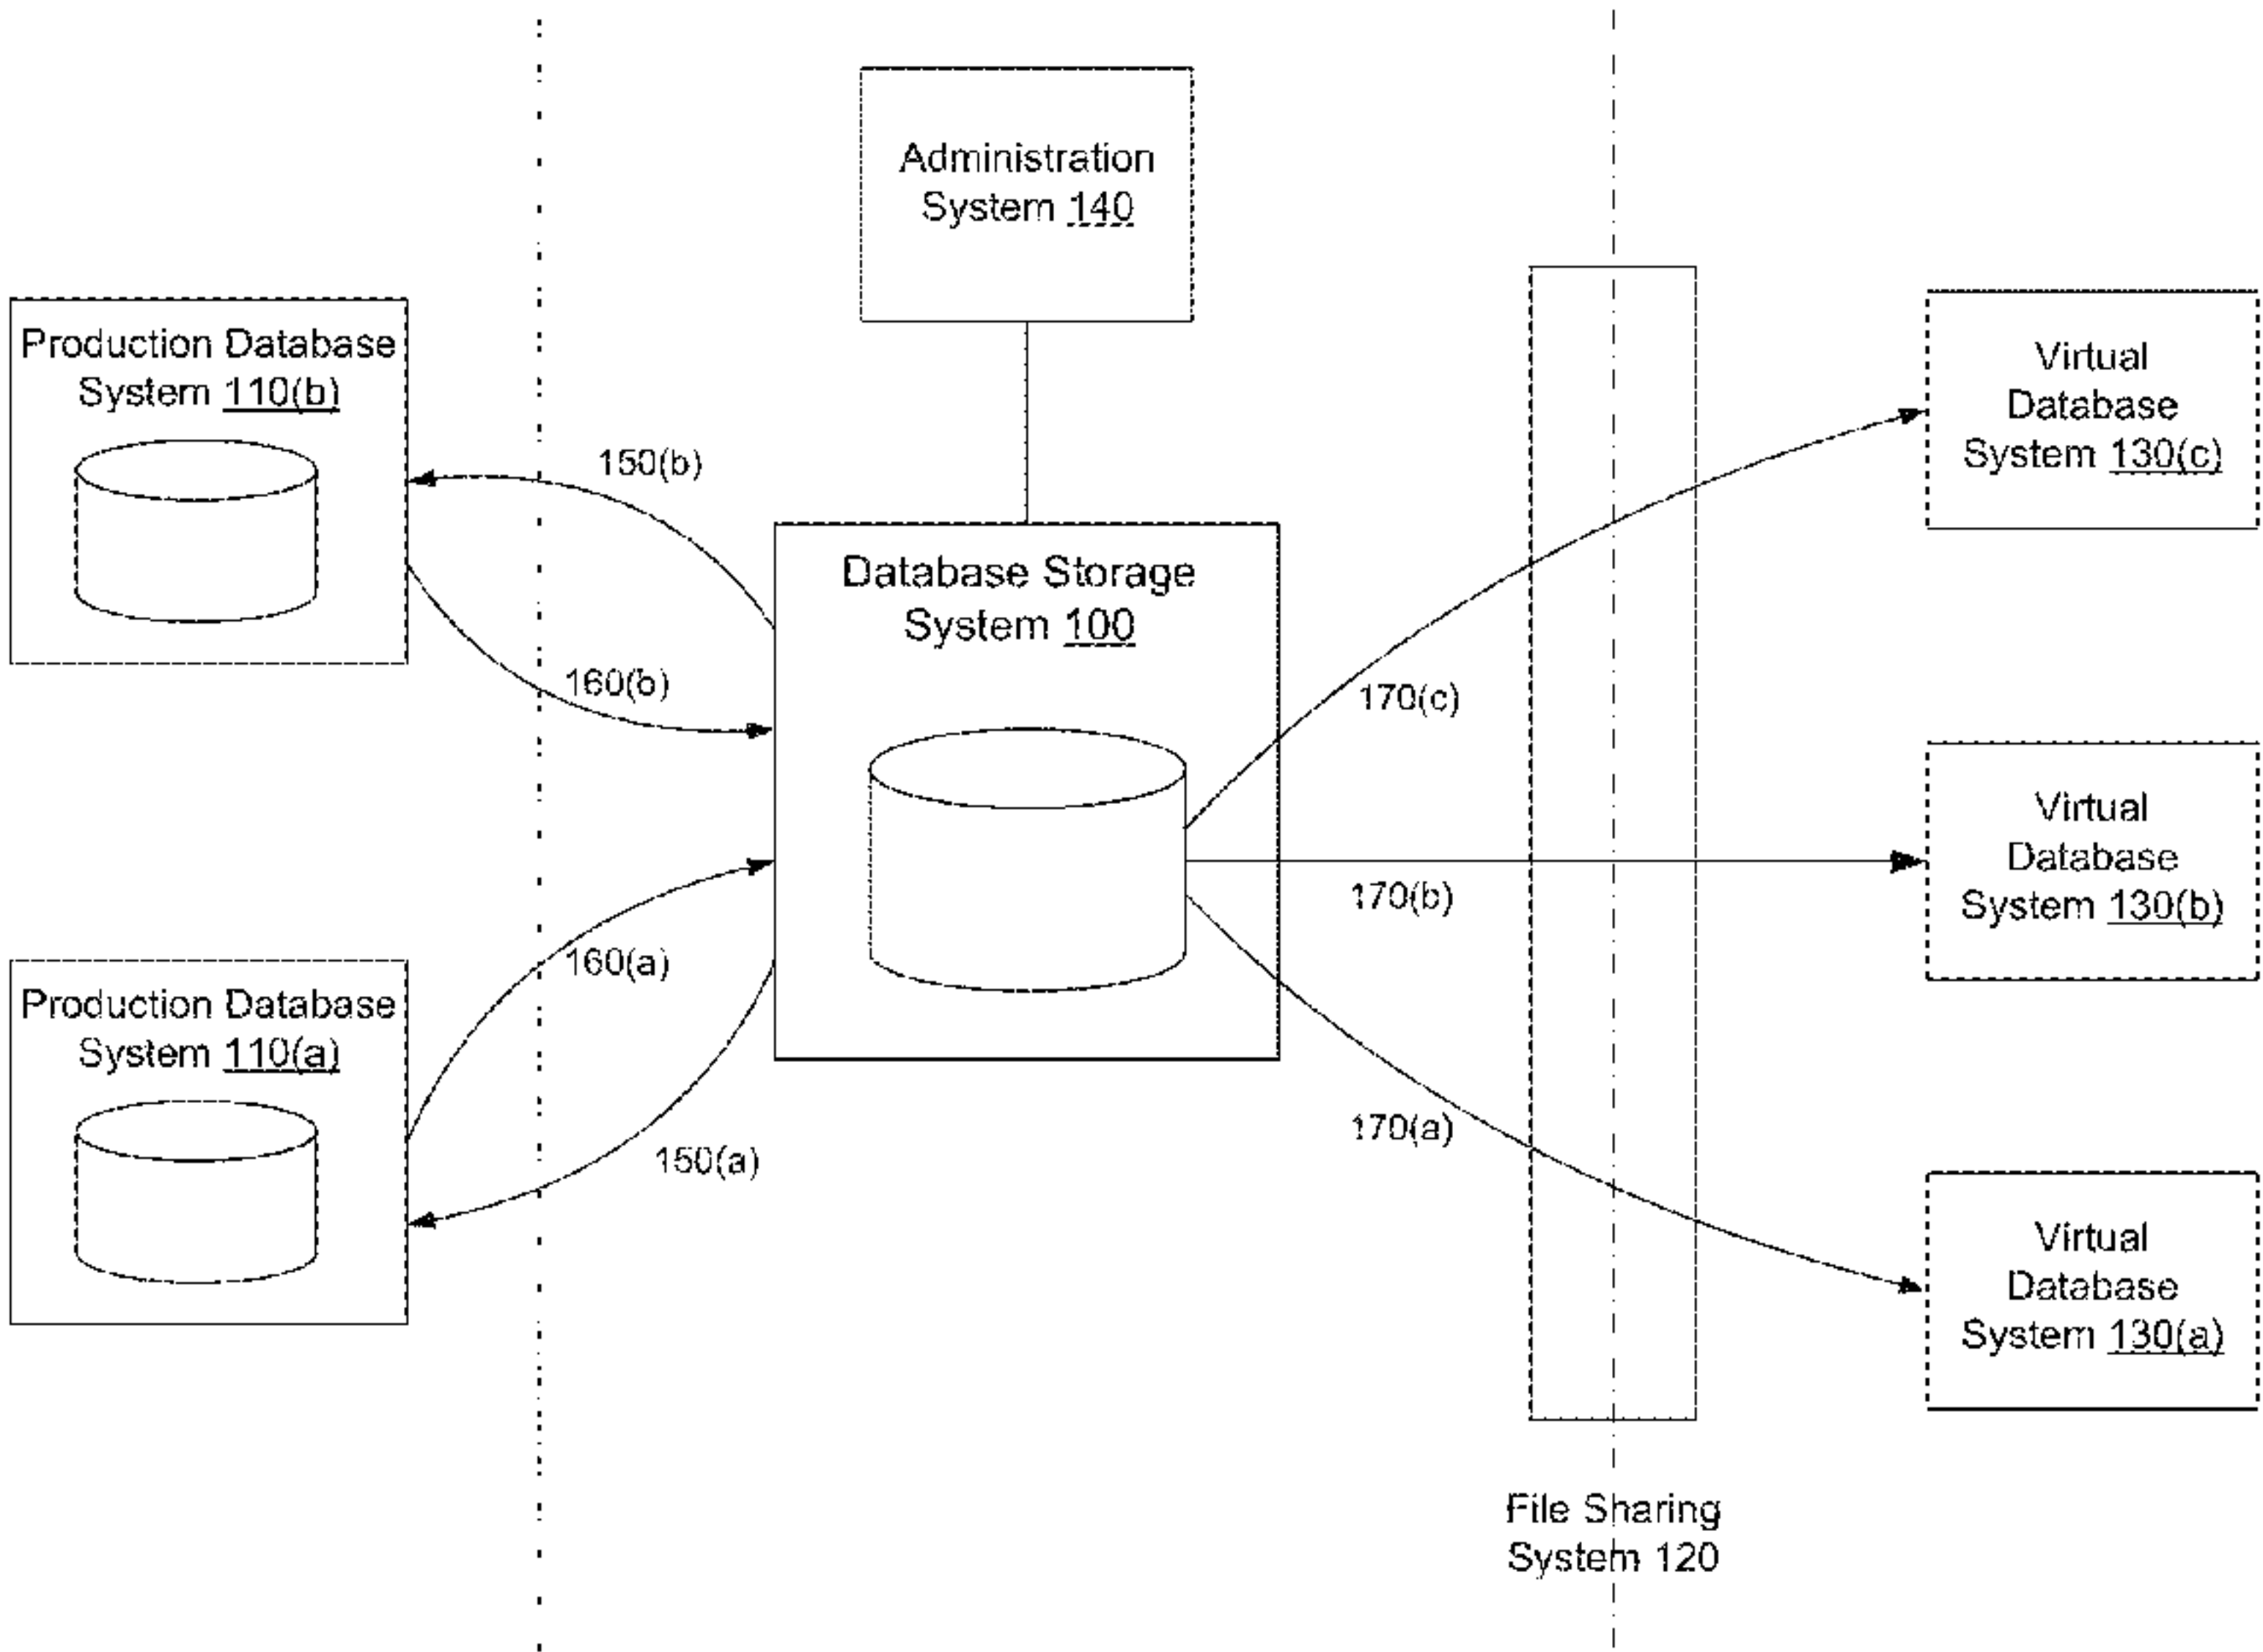 Administration
System 140
Production Database
System 110(b)
150(b)
160(b)
Database Storage
System 100
Virtual
Database
System 130(c)
170(c)
Virtual
Database
System 130(b)
170(b)
Production Database
System 110(a)
160(a)
150(a)
170(a)
Virtual
Database
System 130(a)
File Sharing
System 120